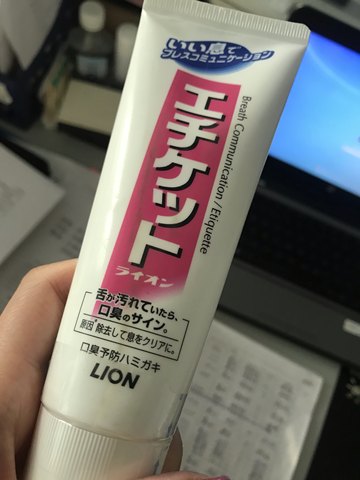 いい息で
ブレスコミュニケーション
エチケット
Breath Communication/Etiquette
ライオン
舌が汚れていたら、
口臭のサイン。
原因*除去して息をクリアに。
口臭予防ハミガキ
LION